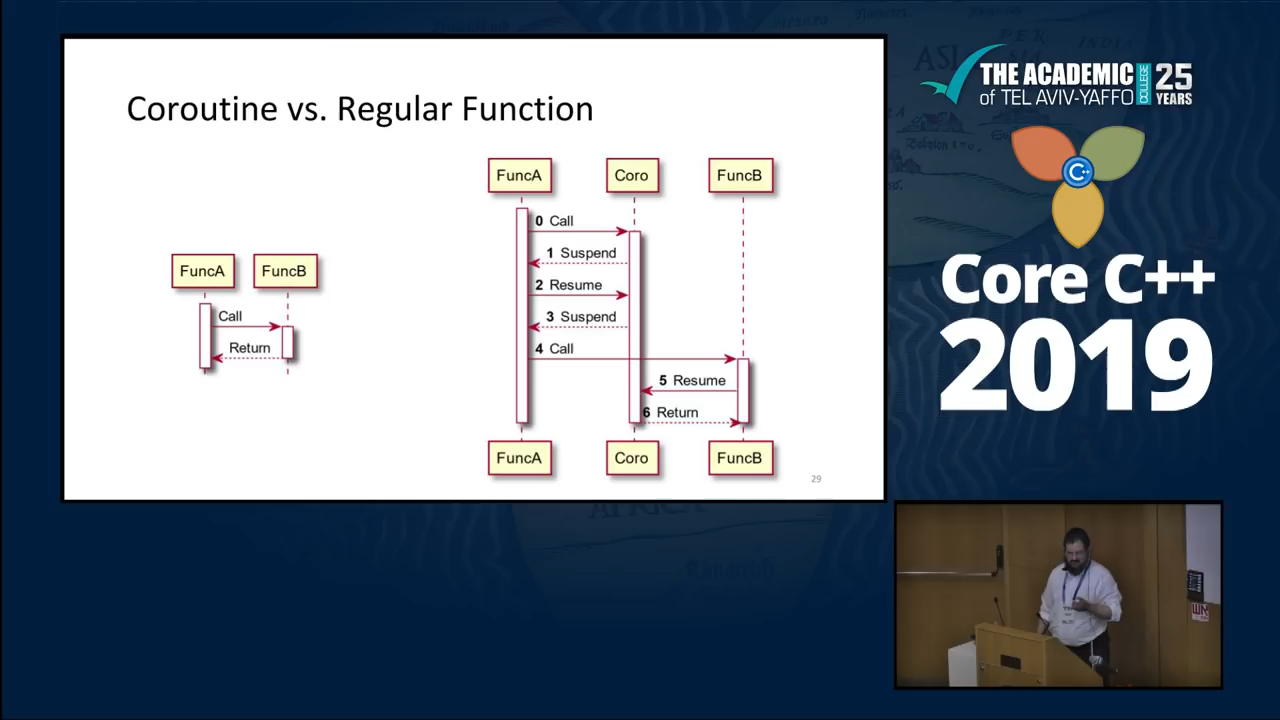 Coroutine vs. Regular Function
FuncA
FuncB
Call
Return
FuncA
Coro
FuncB
0 Call
1 Suspend
2 Resume
3 Suspend
4 Call
5 Resume
6 Return
FuncA
Coro
FuncB
29
THE ACADEMIC
of TEL AVIV-YAFFO
COLLEGE
25
YEARS
C++
Core C++
2019